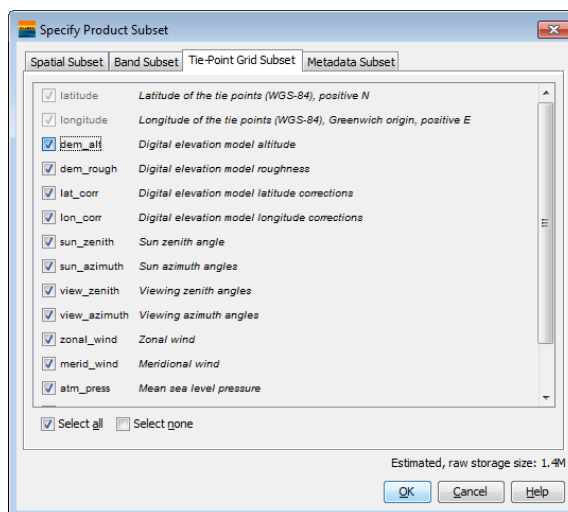 Specify Product Subset
Spatial Subset Band Subset Tie-Point Grid Subset Metadata Subset
latitude Latitude of the tie points (WGS-84), positive N
longitude Longitude of the tie points (WGS-84), Greenwich origin, positive E
dem_alt Digital elevation model altitude
dem_rough Digital elevation model roughness
lat_corr Digital elevation model latitude corrections
lon_corr Digital elevation model longitude corrections
sun_zenith Sun zenith angle
sun_azimuth Sun azimuth angles
view_zenith Viewing zenith angles
view_azimuth Viewing azimuth angles
zonal_wind Zonal wind
merid_wind Meridional wind
atm_press Mean sea level pressure
Select all Select none
Estimated, raw storage size: 1.4M
OK Cancel Help